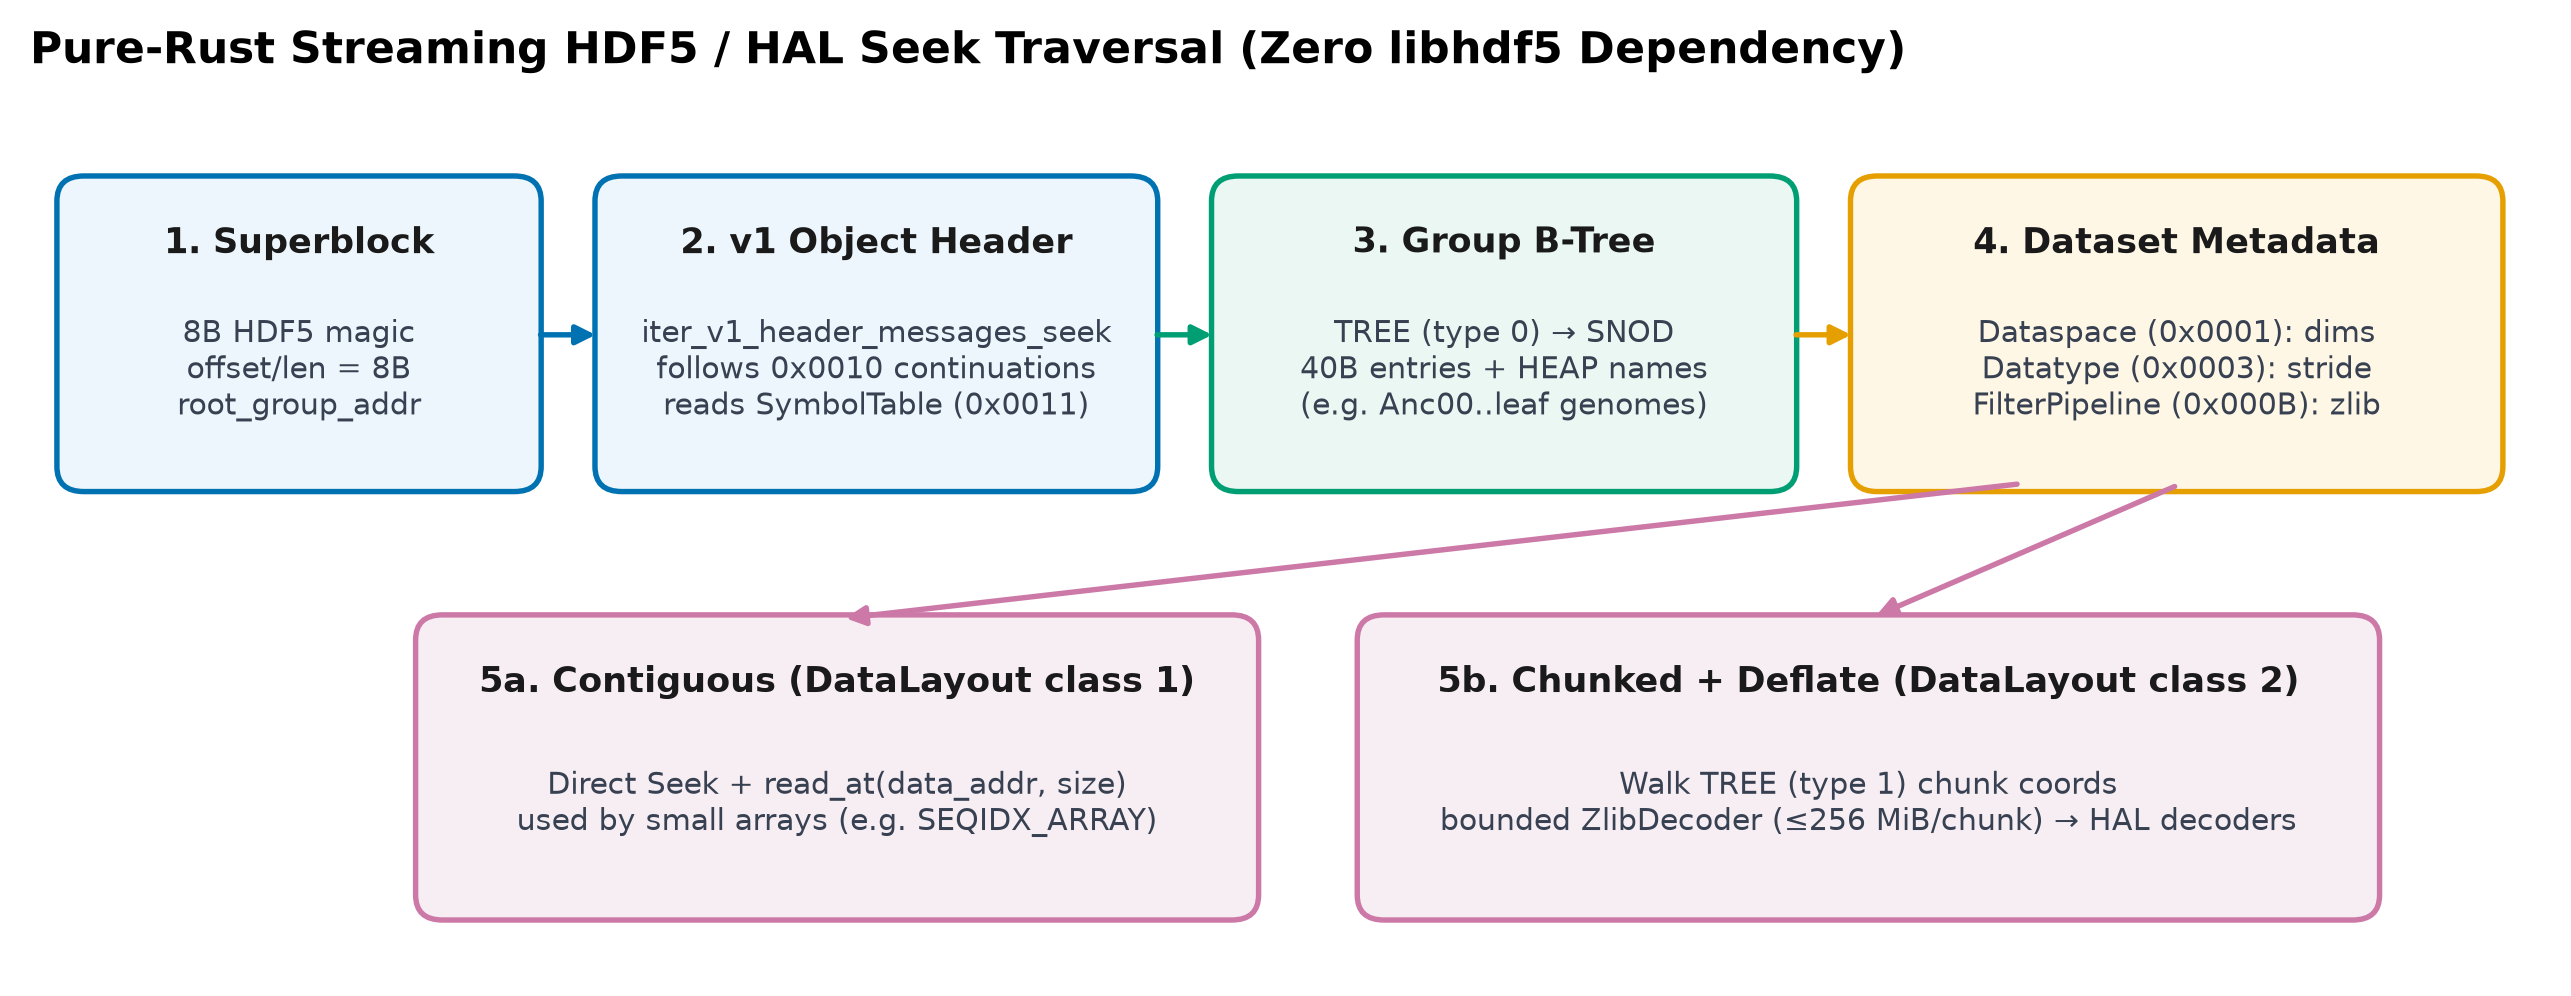 Pure-Rust Streaming HDF5 / HAL Seek Traversal (Zero libhdf5 Dependency)
1. Superblock
8B HDF5 magic
offset/len = 8B
root_group_addr
2. v1 Object Header
iter_v1_header_messages_seek
follows 0x0010 continuations
reads SymbolTable (0x0011)
3. Group B-Tree
TREE (type 0) → SNOD
40B entries + HEAP names
(e.g. Anc00..leaf genomes)
4. Dataset Metadata
Dataspace (0x0001): dims
Datatype (0x0003): stride
FilterPipeline (0x000B): zlib
5a. Contiguous (DataLayout class 1)
Direct Seek + read_at(data_addr, size)
used by small arrays (e.g. SEQIDX_ARRAY)
5b. Chunked + Deflate (DataLayout class 2)
Walk TREE (type 1) chunk coords
bounded ZlibDecoder (≤256 MiB/chunk) → HAL decoders